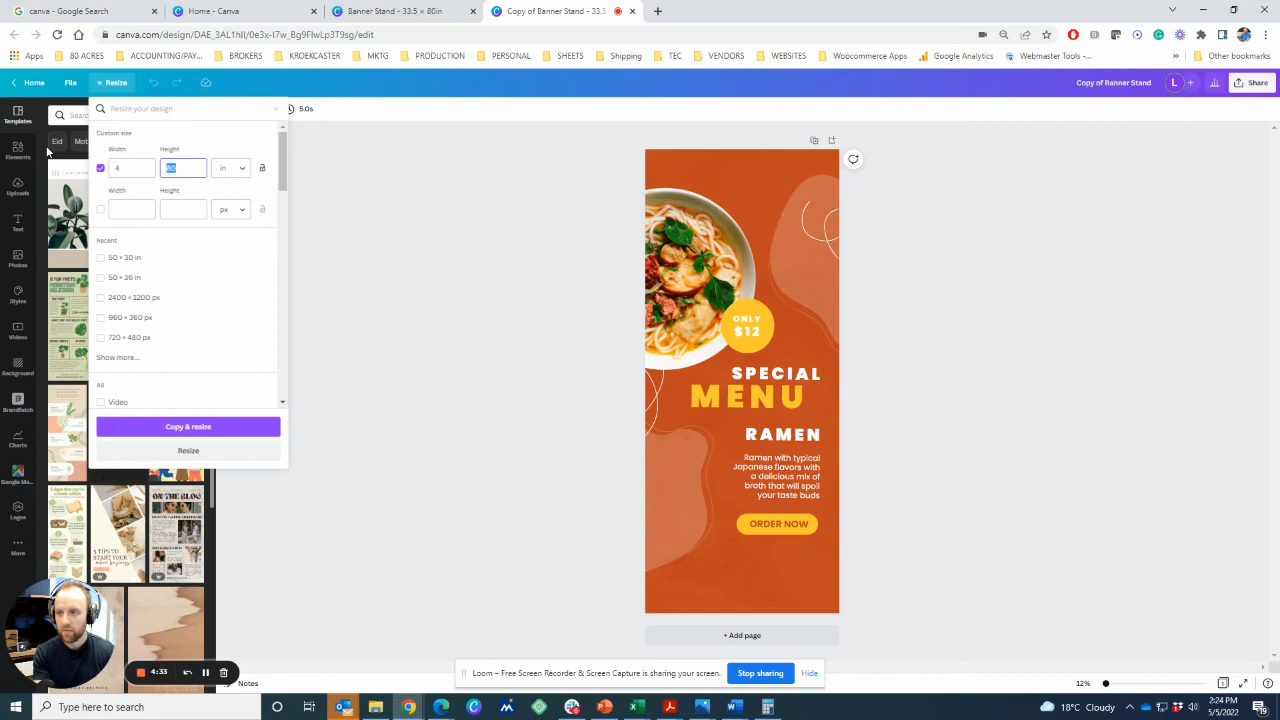 canva - Google Search
Home - Canva
Banner Stand - 33.5 × 80in
Copy of Banner Stand - 33.5
canva.com/design/DAE_3AL1hII/0e3x-I7w_Bg9FIwLp3T9sg/edit
Apps
80 ACRES
ACCOUNTING/PAY...
BROKERS
KROEKCASTER
MKTG
PRODUCTION
PERSONAL
SHEETS
Shipping
TEC
VENDORS
WEBSITES
Woocommerce Apps
Google Analytics
Webmaster Tools -...
Other bookmarks
Home
File
Resize
Copy of Banner Stand
L
Share
Templates
Elements
Uploads
Text
Photos
Styles
Videos
Background
Brandfetch
Charts
Google Ma...
Logos
More
Eid
Resize your design
5.0s
Custom size
Width
Height
4
80
in
Width
Height
px
Recent
50 × 30 in
50 × 36 in
2400 × 1200 px
960 × 360 px
720 × 480 px
Show more...
All
Video
Copy & resize
Resize
ON THE BLOG
5 TIPS TO
START YOUR
ONLY
$12
SPECIAL
MENU
RAMEN
Ramen with typical
Japanese flavors with
a delicious mix of
broth that will spoil
your taste buds
ORDER NOW
+ Add page
4:33
Notes
Loom – Free Screen Recorder & Screen Capture is sharing your screen.
Stop sharing
Hide
12%
Type here to search
18°C Cloudy
2:24 PM
5/5/2022